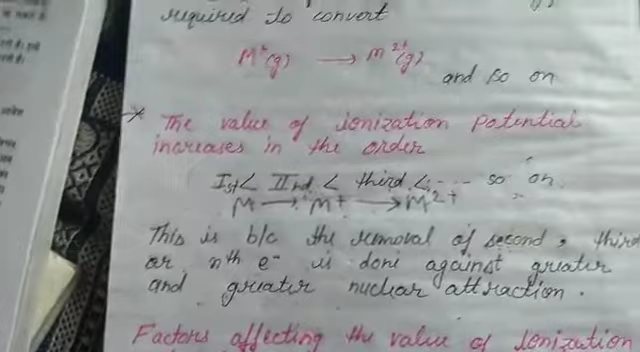 required to convert
M⁺(g) → M²⁺(g)
and so on
* The value of ionization potential
increases in the order
Ist < IInd < third < --- so on
M → M+ → M2+
This is b/c the removal of second, third
or nth e⁻ is done against greater
and greater nuclear attraction.
Factors affecting the value of Ionization